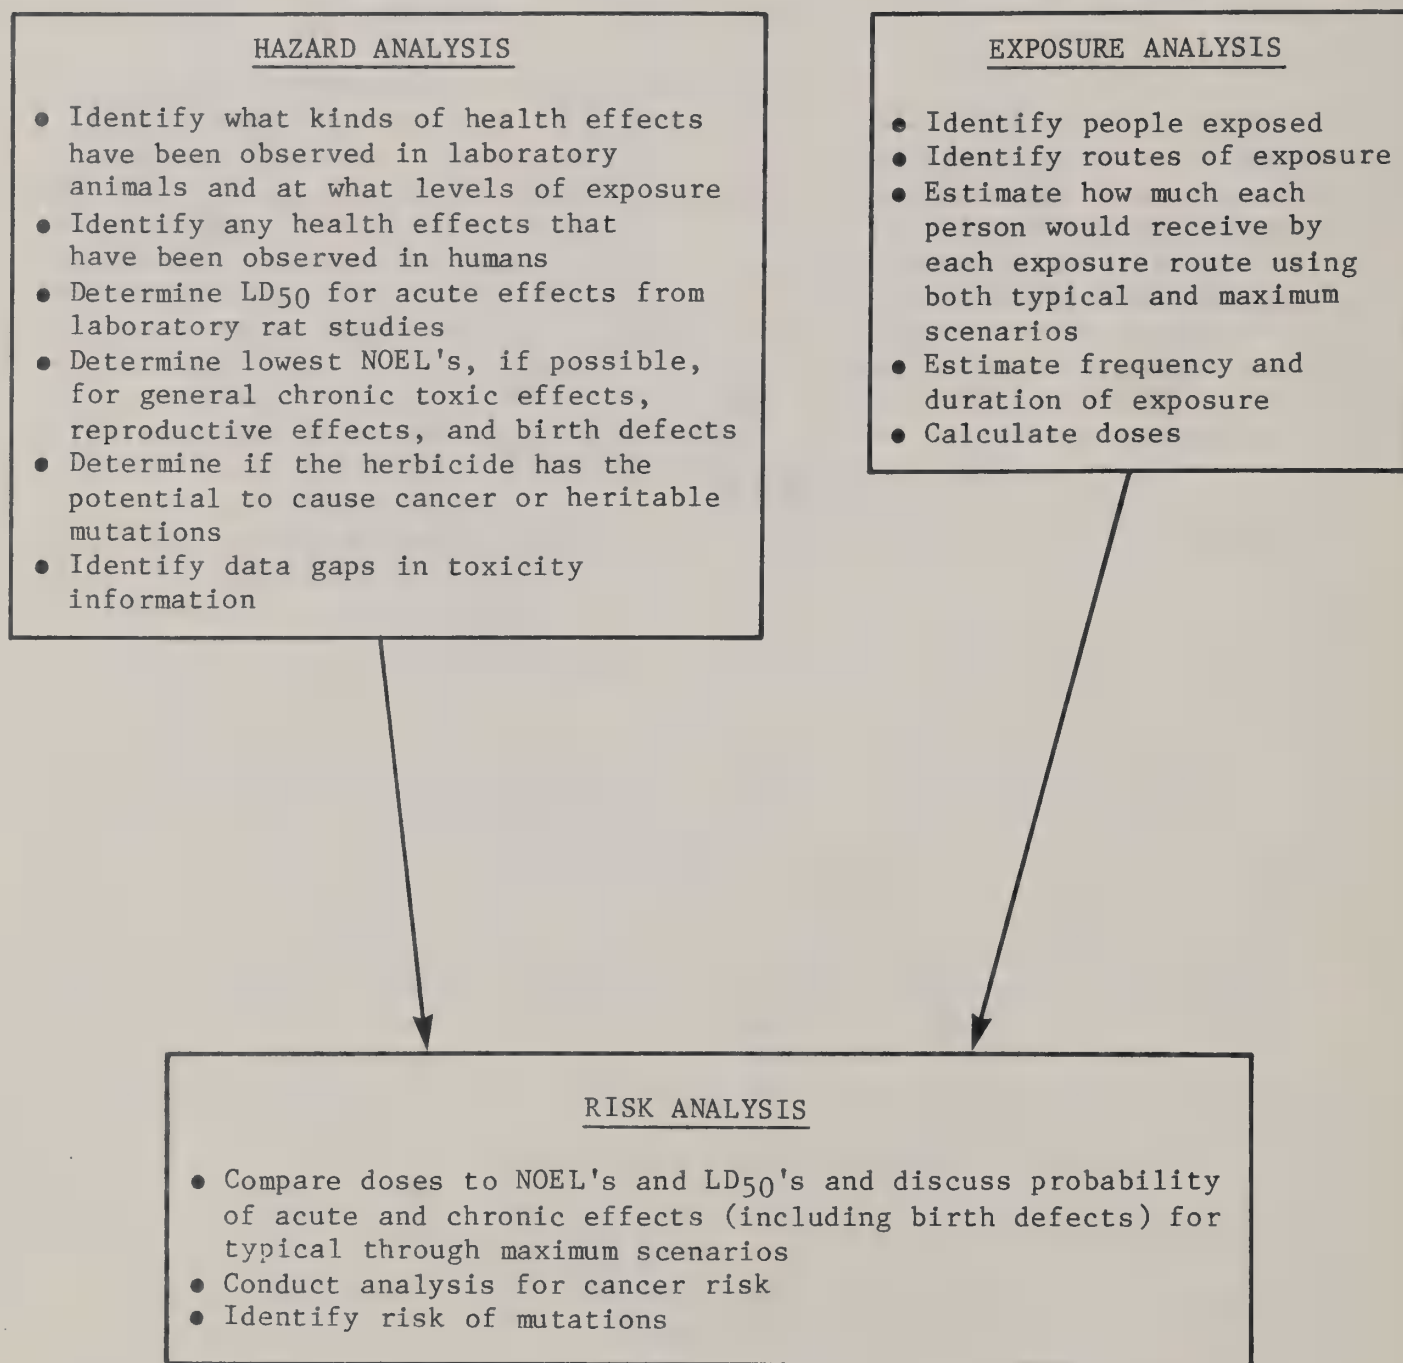 HAZARD ANALYSIS
● Identify what kinds of health effects
have been observed in laboratory
animals and at what levels of exposure
● Identify any health effects that
have been observed in humans
● Determine LD50 for acute effects from
laboratory rat studies
● Determine lowest NOEL's, if possible,
for general chronic toxic effects,
reproductive effects, and birth defects
● Determine if the herbicide has the
potential to cause cancer or heritable
mutations
● Identify data gaps in toxicity
information
EXPOSURE ANALYSIS
● Identify people exposed
● Identify routes of exposure
● Estimate how much each
person would receive by
each exposure route using
both typical and maximum
scenarios
● Estimate frequency and
duration of exposure
● Calculate doses
RISK ANALYSIS
● Compare doses to NOEL's and LD50's and discuss probability
of acute and chronic effects (including birth defects) for
typical through maximum scenarios
● Conduct analysis for cancer risk
● Identify risk of mutations